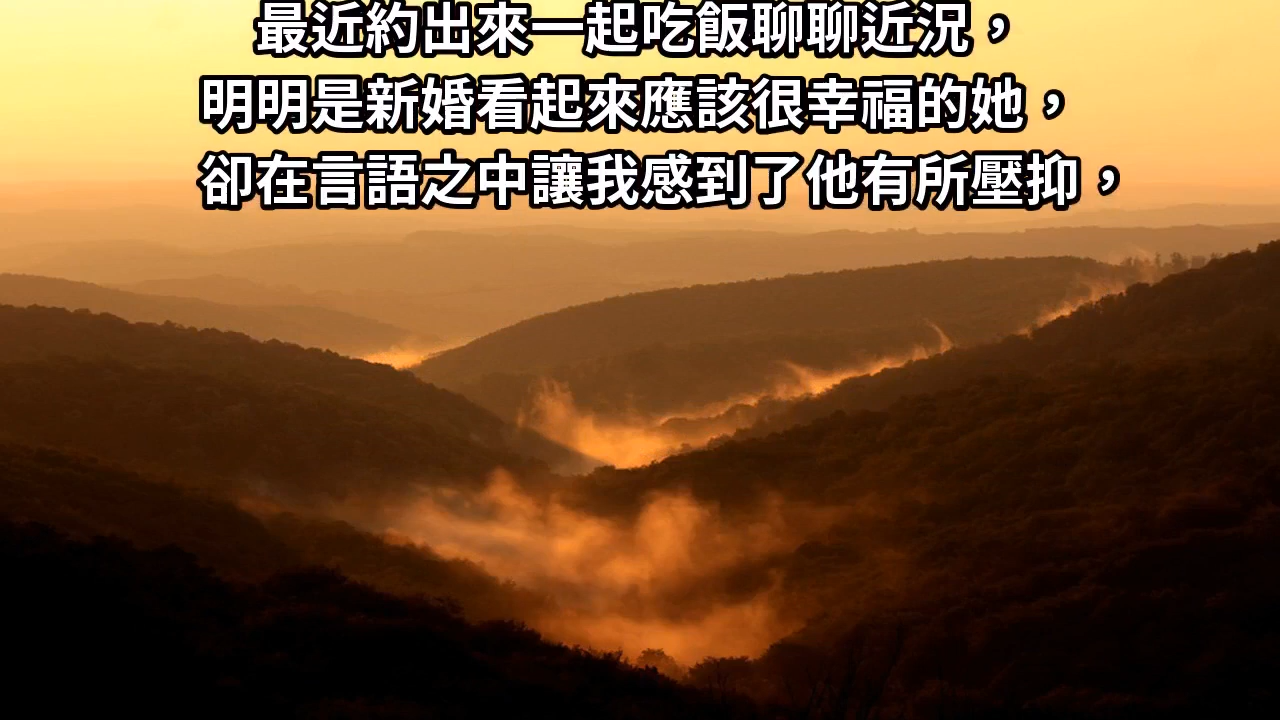 最近約出來一起吃飯聊聊近況，
明明是新婚看起來應該很幸福的她，
卻在言語之中讓我感到了他有所壓抑，